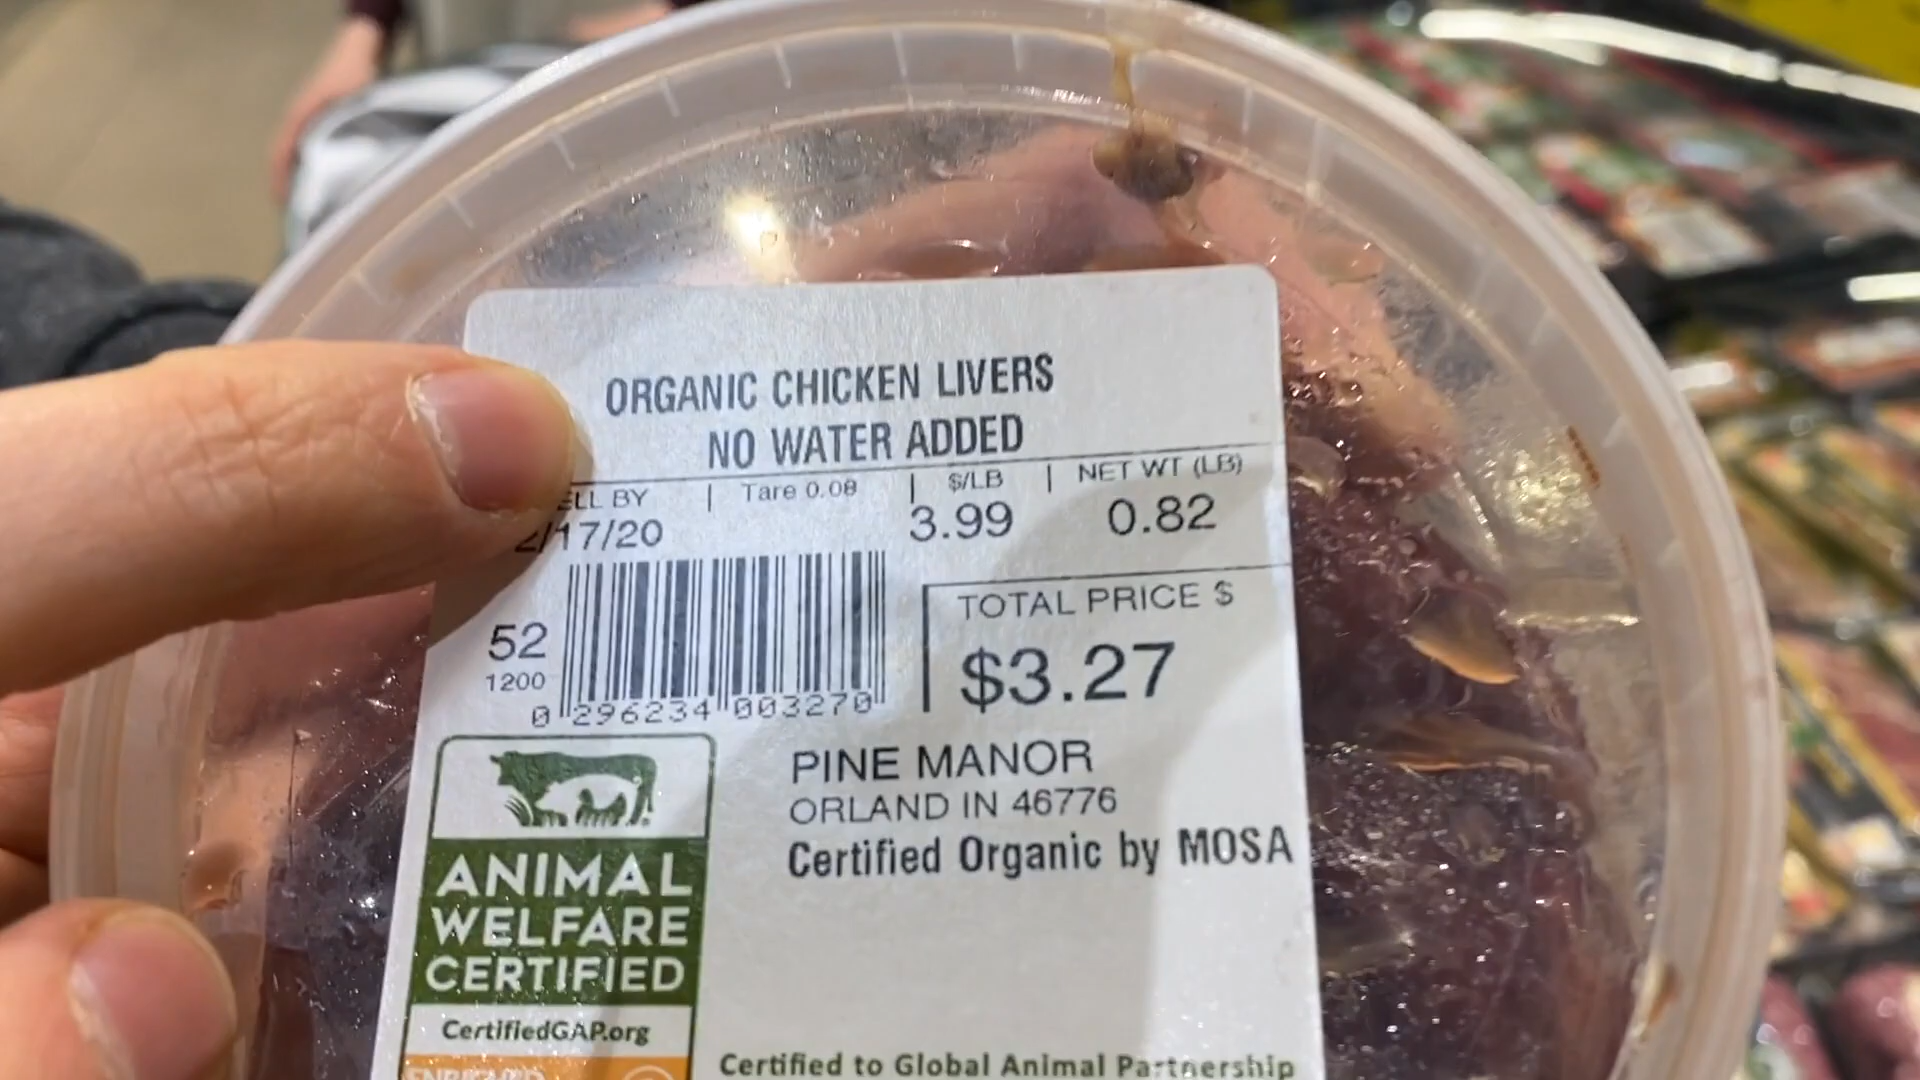 ORGANIC CHICKEN LIVERS
NO WATER ADDED
ELL BY | Tare 0.08 | $/LB | NET WT (LB)
2/17/20 3.99 0.82
TOTAL PRICE $
$3.27
52
1200
0 296234 003270
PINE MANOR
ORLAND IN 46776
Certified Organic by MOSA
ANIMAL
WELFARE
CERTIFIED
CertifiedGAP.org
Certified to Global Animal Partnership